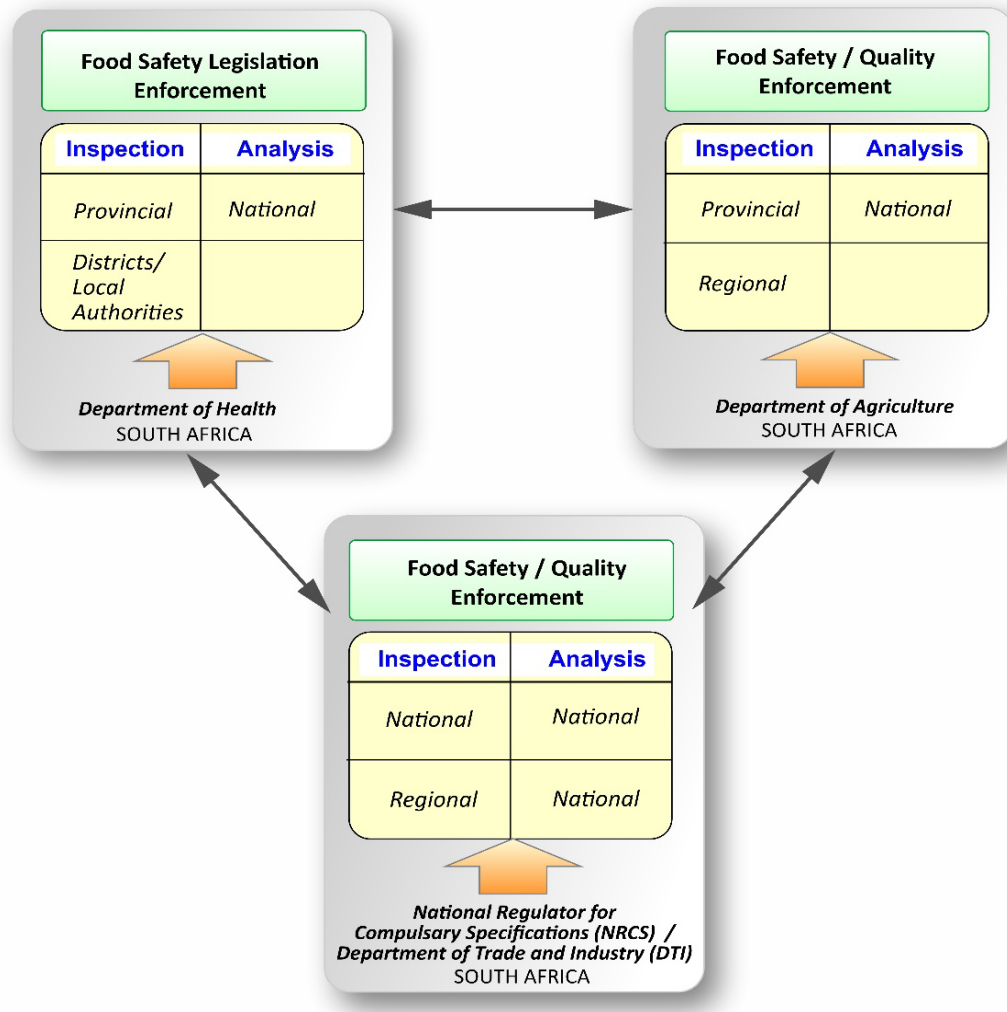 Food Safety Legislation
Enforcement
Inspection Analysis
Provincial National
Districts/
Local
Authorities
Department of Health
SOUTH AFRICA
Food Safety / Quality
Enforcement
Inspection Analysis
Provincial National
Regional
Department of Agriculture
SOUTH AFRICA
Food Safety / Quality
Enforcement
Inspection Analysis
National National
Regional National
National Regulator for
Compulsary Specifications (NRCS) /
Department of Trade and Industry (DTI)
SOUTH AFRICA